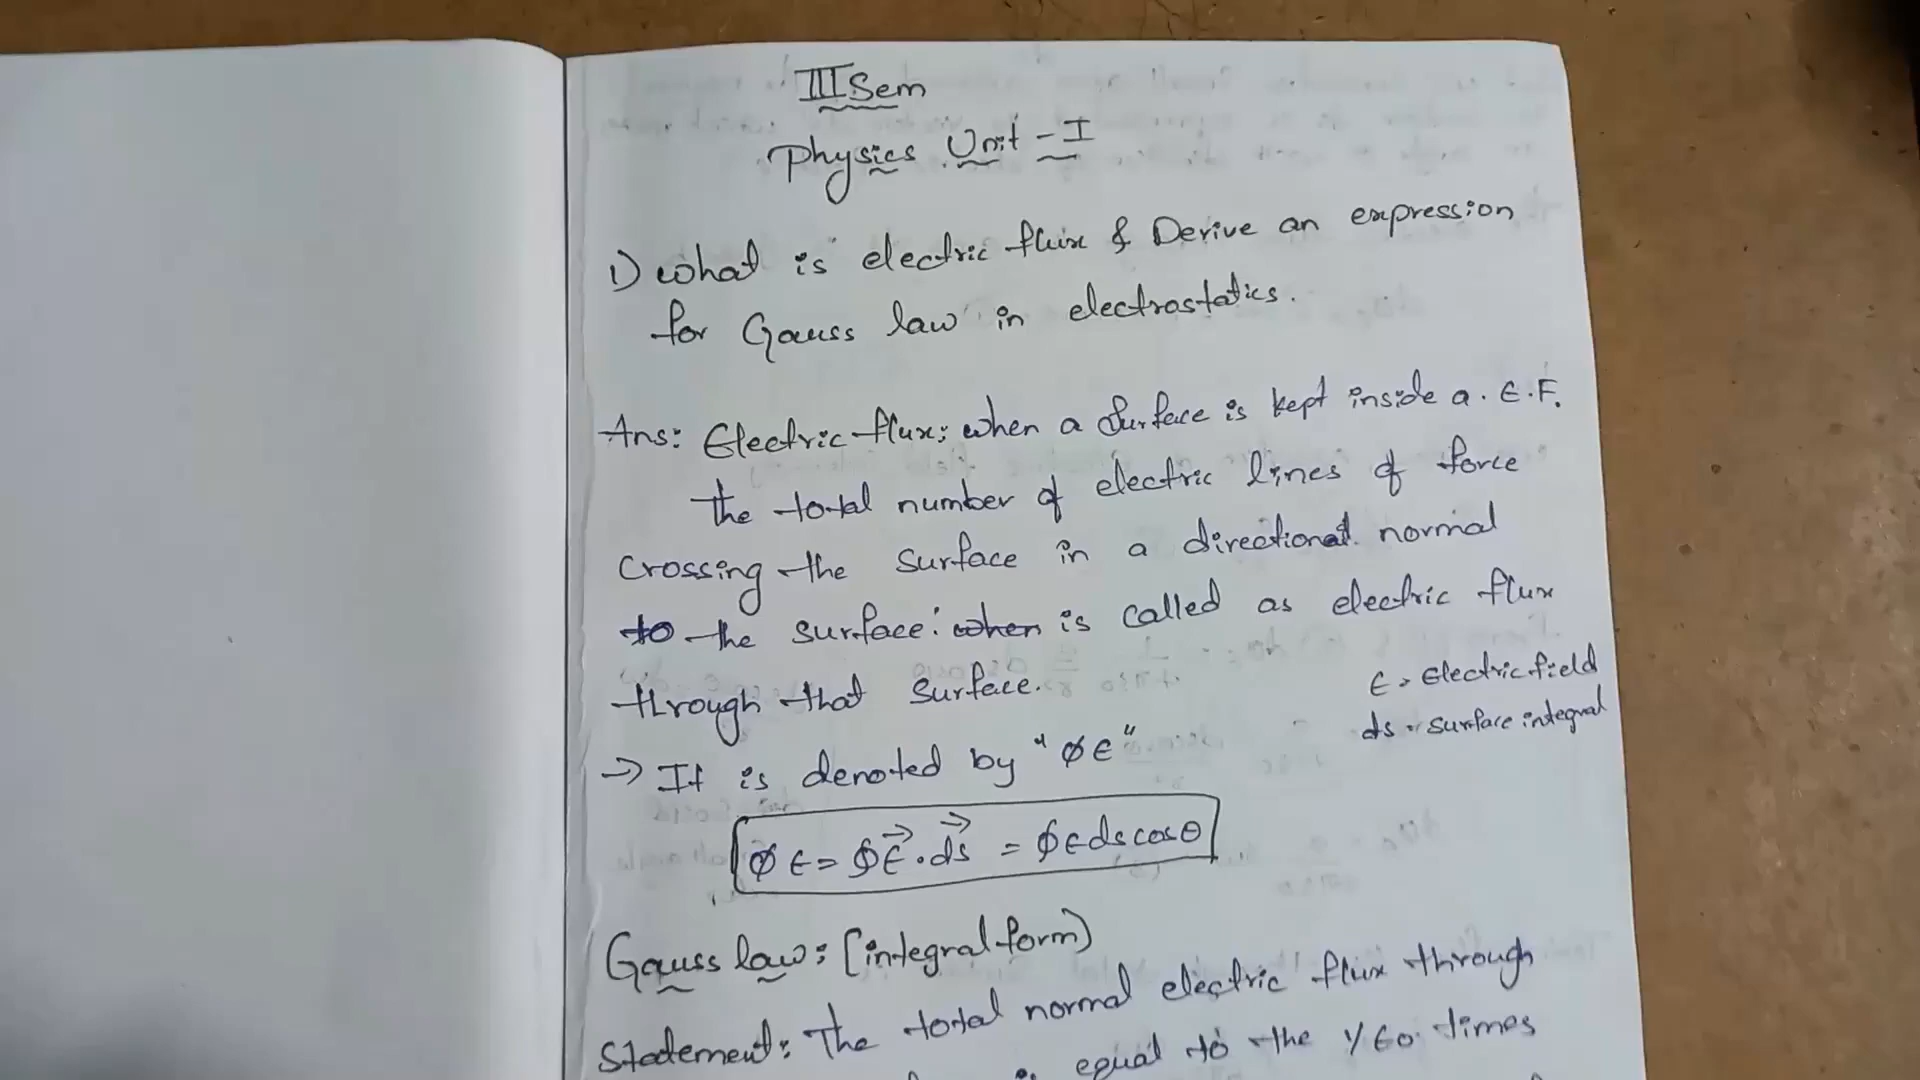 III Sem
Physics Unit - I
1) what is electric flux & Derive an expression
for Gauss law in electrostatics.
Ans: Electric flux: when a Surface is kept inside a. E.F.
the total number of electric lines of force
crossing the surface in a directional normal
to the surface: when is called as electric flux
through that surface.
E = Electric field
ds = surface integral
→ It is denoted by "ϕE"
ϕE = ∮E⃗.d⃗s = ∮E ds cosθ
Gauss law: (integral form)
Statement: The total normal electric flux through
equal to the 1/ϵ0. times